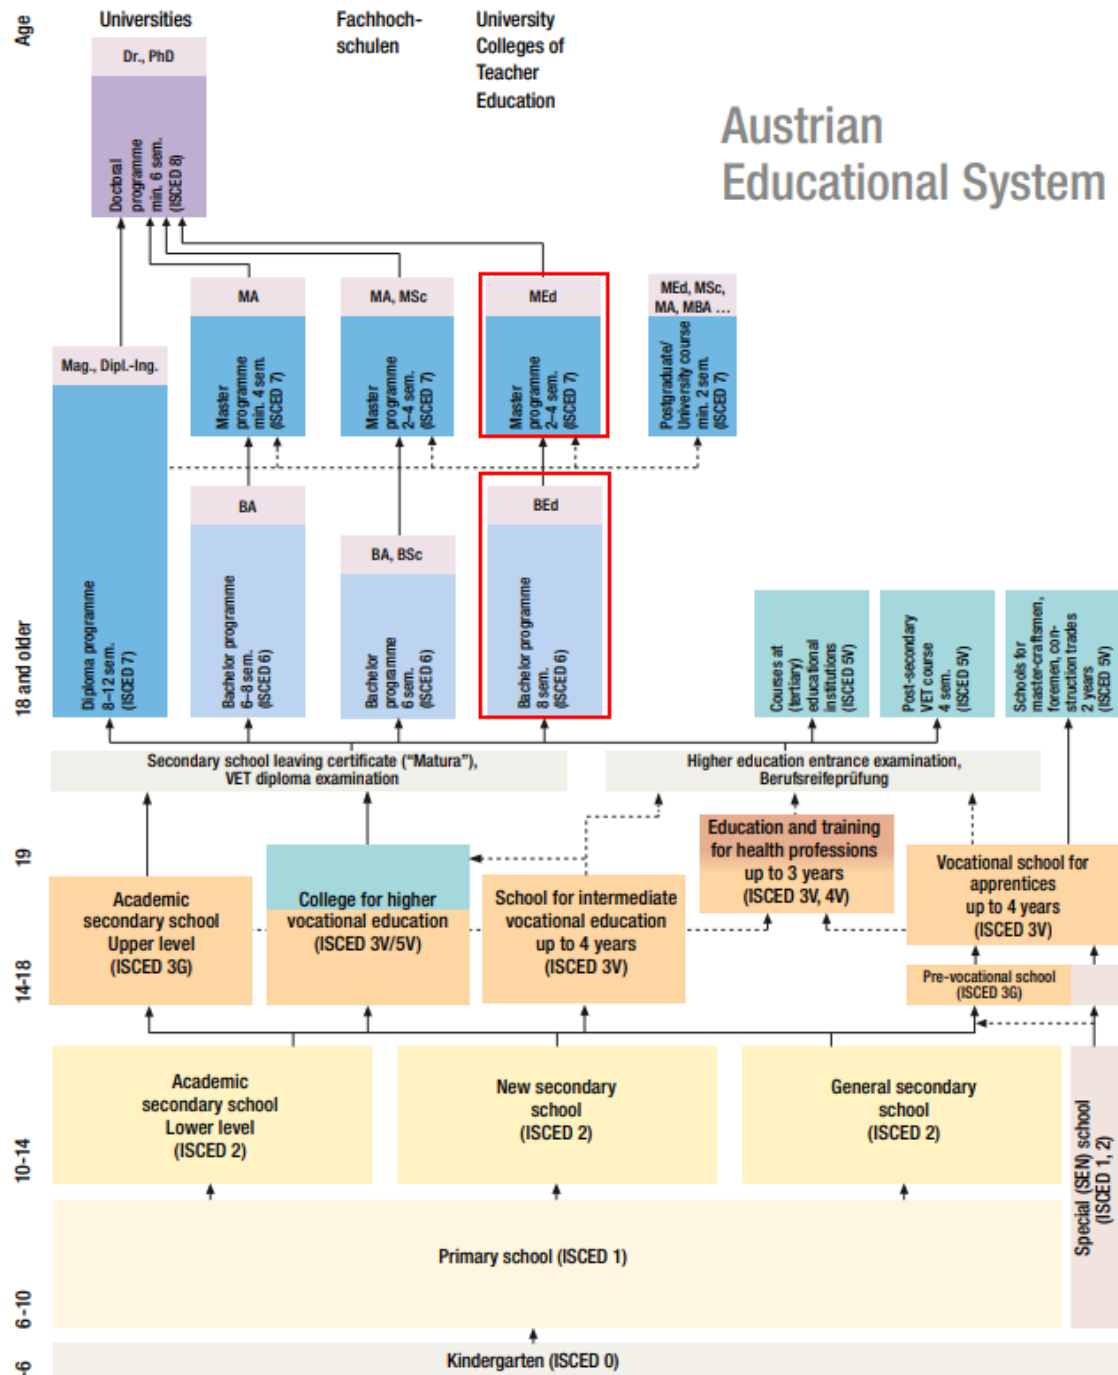 Age
Universities
Fachhoch-
schulen
University
Colleges of
Teacher
Education
Austrian
Educational System
Dr., PhD
Doctoral
programme
min. 6 sem.
(ISCED 8)
MA
Master
programme
min. 4 sem.
(ISCED 7)
MA, MSc
Master
programme
2–4 sem.
(ISCED 7)
MEd
Master
programme
2–4 sem.
(ISCED 7)
MEd, MSc,
MA, MBA ...
Postgraduate/
University course
min. 2 sem.
(ISCED 7)
Mag., Dipl.-Ing.
Diploma programme
8–12 sem.
(ISCED 7)
BA
Bachelor programme
6–8 sem.
(ISCED 6)
BA, BSc
Bachelor
programme
6 sem.
(ISCED 6)
BEd
Bachelor programme
8 sem.
(ISCED 6)
Courses at
(tertiary)
educational
institutions
(ISCED 5V)
Post-secondary
VET course
4 sem.
(ISCED 5V)
Schools for
master-craftsmen,
foremen, con-
struction trades
2 years
(ISCED 5V)
18 and older
Secondary school leaving certificate (“Matura”),
VET diploma examination
Higher education entrance examination,
Berufsreifeprüfung
19
Education and training
for health professions
up to 3 years
(ISCED 3V, 4V)
Academic
secondary school
Upper level
(ISCED 3G)
College for higher
vocational education
(ISCED 3V/5V)
School for intermediate
vocational education
up to 4 years
(ISCED 3V)
Vocational school for
apprentices
up to 4 years
(ISCED 3V)
14-18
Pre-vocational school
(ISCED 3G)
Academic
secondary school
Lower level
(ISCED 2)
New secondary
school
(ISCED 2)
General secondary
school
(ISCED 2)
Special (SEN) school
(ISCED 1, 2)
10-14
Primary school (ISCED 1)
6-10
Kindergarten (ISCED 0)
-6